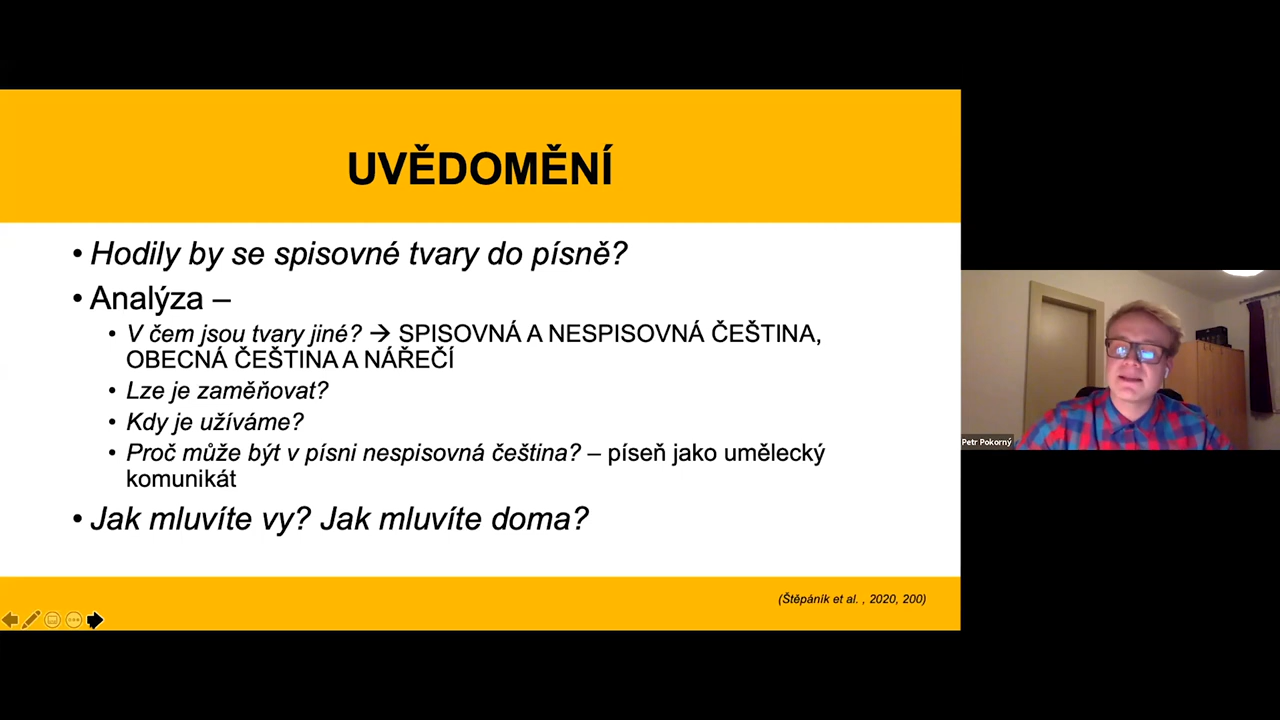 UVĚDOMĚNÍ
• Hodily by se spisovné tvary do písně?
• Analýza –
• V čem jsou tvary jiné? → SPISOVNÁ A NESPISOVNÁ ČEŠTINA,
OBECNÁ ČEŠTINA A NÁŘEČÍ
• Lze je zaměňovat?
• Kdy je užíváme?
• Proč může být v písni nespisovná čeština? – píseň jako umělecký
komunikát
• Jak mluvíte vy? Jak mluvíte doma?
(Štěpáník et al. , 2020, 200)
Petr Pokorný